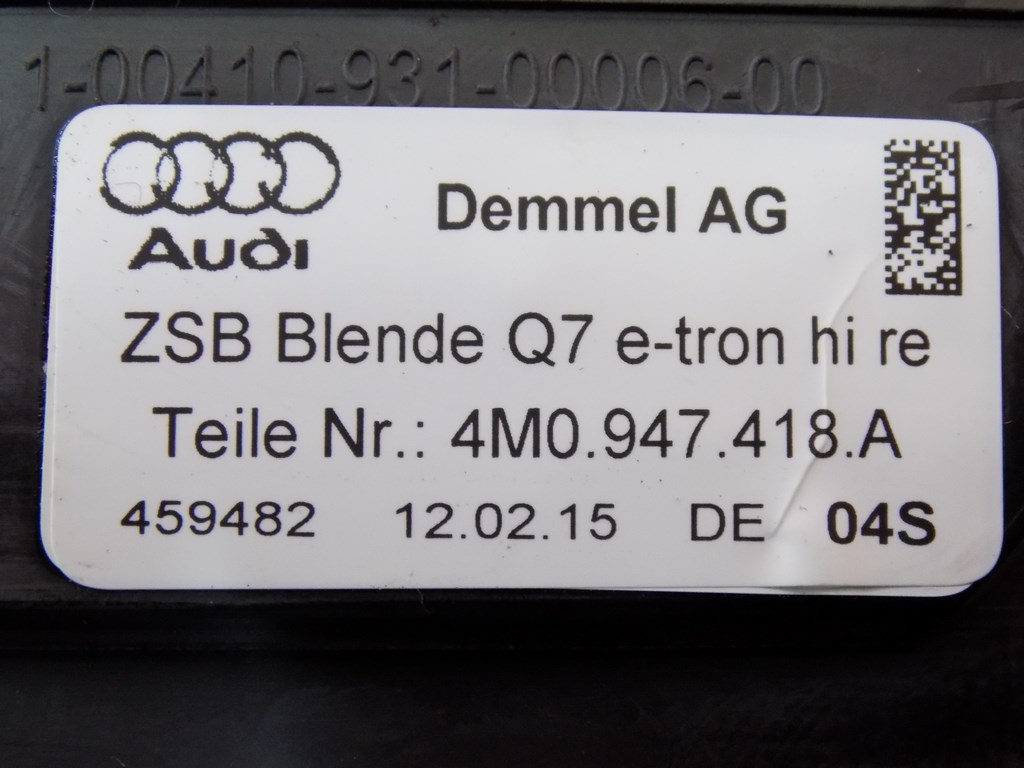 1-00410-931-00006-00
Audi
Demmel AG
ZSB Blende Q7 e-tron hi re
Teile Nr.: 4M0.947.418.A
459482 12.02.15 DE 04S